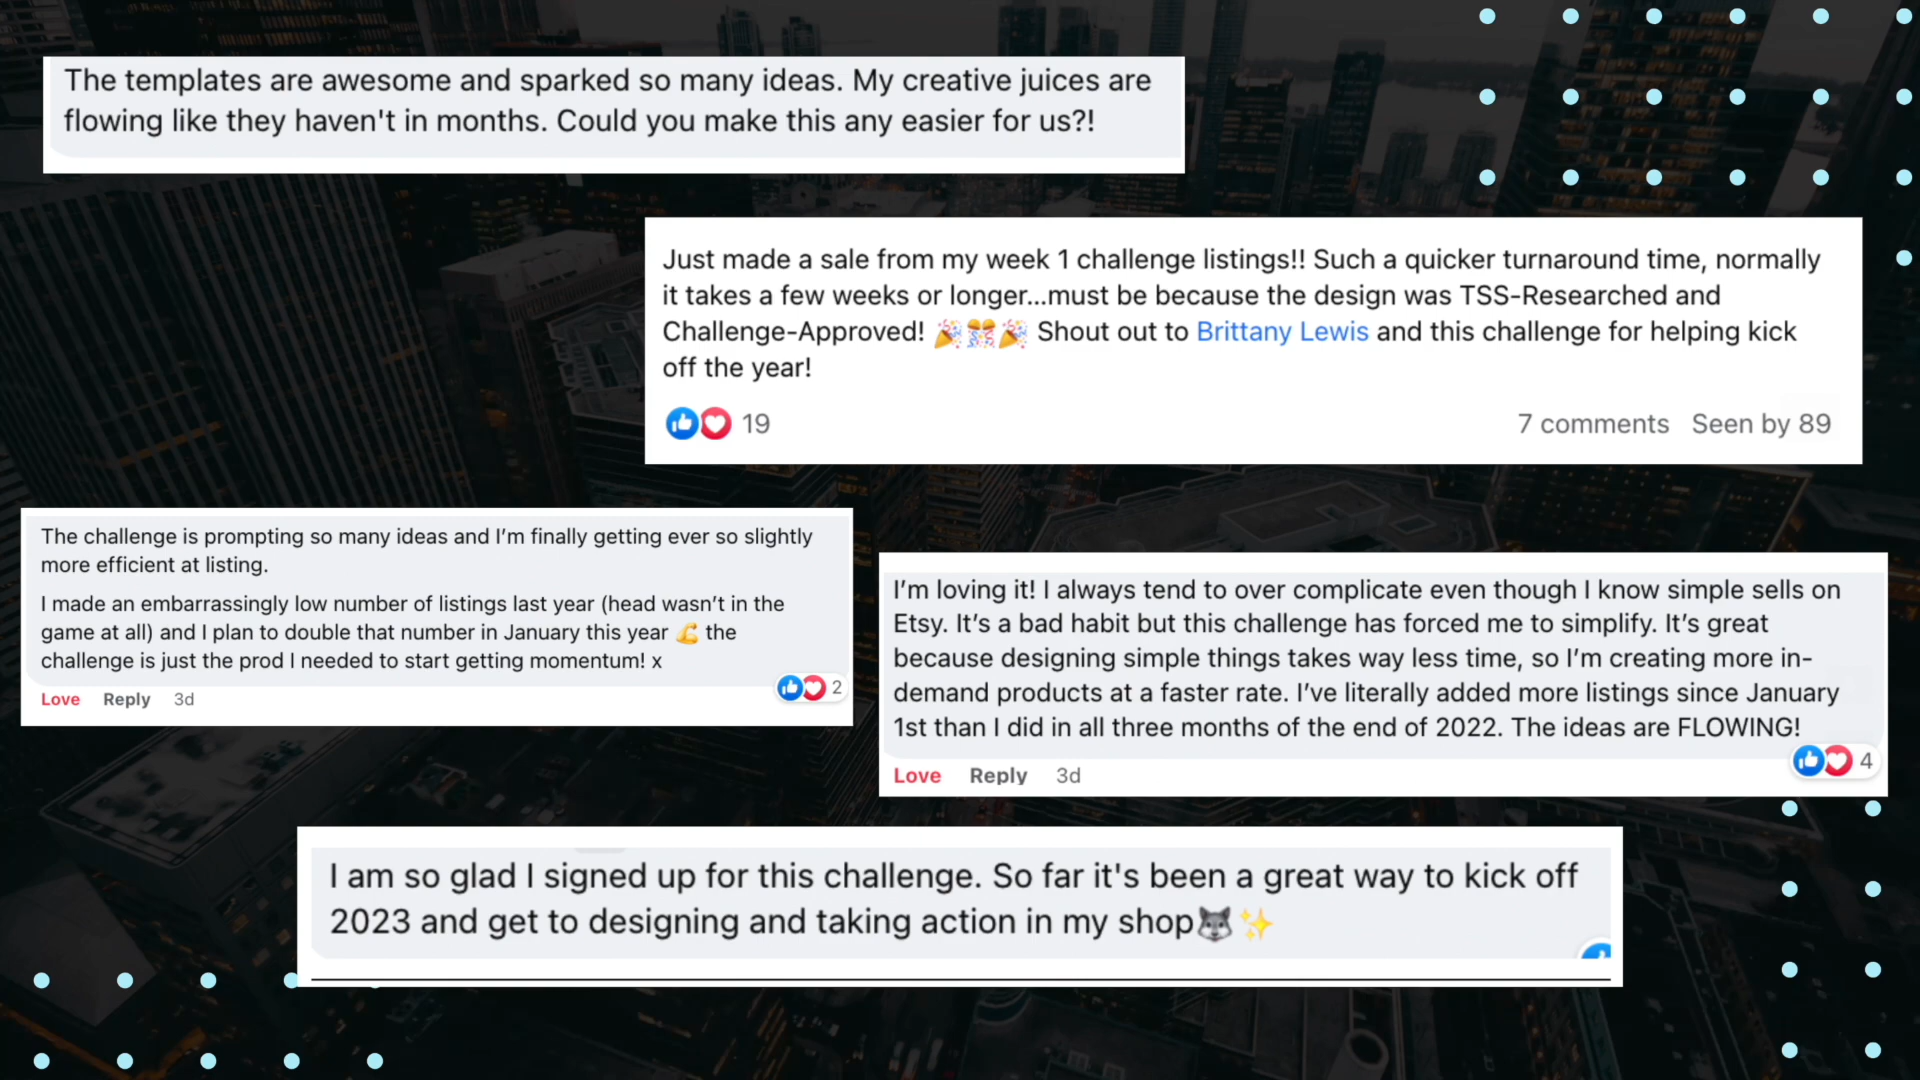 The templates are awesome and sparked so many ideas. My creative juices are
flowing like they haven't in months. Could you make this any easier for us?!
Just made a sale from my week 1 challenge listings!! Such a quicker turnaround time, normally
it takes a few weeks or longer...must be because the design was TSS-Researched and
Challenge-Approved! 🎉🎊🎉 Shout out to Brittany Lewis and this challenge for helping kick
off the year!
19
7 comments Seen by 89
The challenge is prompting so many ideas and I’m finally getting ever so slightly
more efficient at listing.
I made an embarrassingly low number of listings last year (head wasn’t in the
game at all) and I plan to double that number in January this year 💪 the
challenge is just the prod I needed to start getting momentum! x
Love Reply 3d
2
I’m loving it! I always tend to over complicate even though I know simple sells on
Etsy. It’s a bad habit but this challenge has forced me to simplify. It’s great
because designing simple things takes way less time, so I’m creating more in-
demand products at a faster rate. I’ve literally added more listings since January
1st than I did in all three months of the end of 2022. The ideas are FLOWING!
Love Reply 3d
4
I am so glad I signed up for this challenge. So far it's been a great way to kick off
2023 and get to designing and taking action in my shop🐺✨